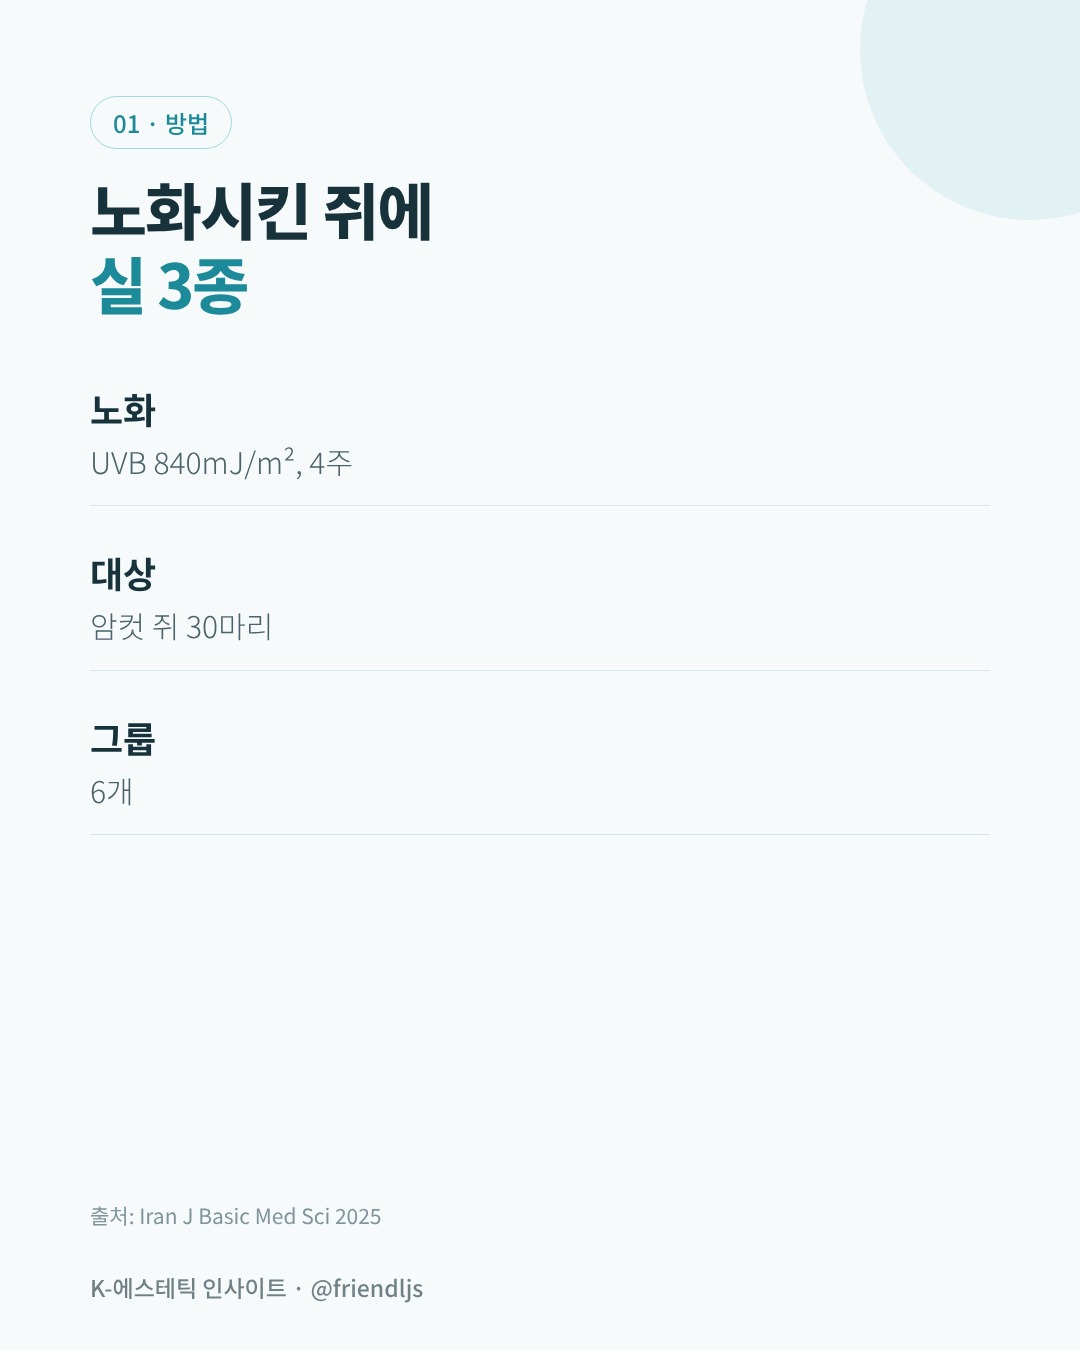 01 · 방법
노화시킨 쥐에
실 3종
노화
UVB 840mJ/m², 4주
대상
암컷 쥐 30마리
그룹
6개
출처: Iran J Basic Med Sci 2025
K-에스테틱 인사이트 · @friendljs